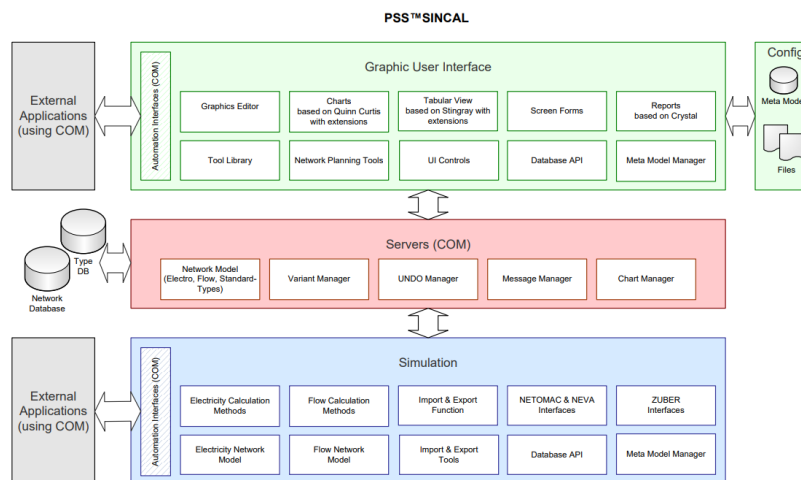 PSS™SINCAL
External
Applications
(using COM)
Automation Interfaces (COM)
Graphic User Interface
Graphics Editor
Charts
based on Quinn Curtis
with extensions
Tabular View
based on Stingray with
extensions
Screen Forms
Reports
based on Crystal
Tool Library
Network Planning Tools
UI Controls
Database API
Meta Model Manager
Config
Meta Mode
Files
Type
DB
Network
Database
Servers (COM)
Network Model
(Electro, Flow, Standard-
Types)
Variant Manager
UNDO Manager
Message Manager
Chart Manager
External
Applications
(using COM)
Automation Interfaces (COM)
Simulation
Electricity Calculation
Methods
Flow Calculation
Methods
Import & Export
Function
NETOMAC & NEVA
Interfaces
ZUBER
Interfaces
Electricity Network
Model
Flow Network
Model
Import & Export
Tools
Database API
Meta Model Manager